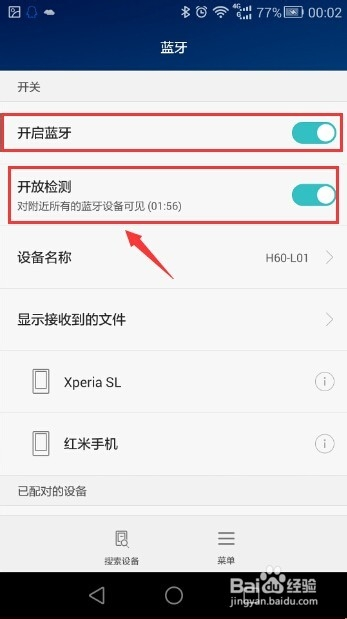 4G 77% 00:02
蓝牙
开关
开启蓝牙
开放检测
对附近所有的蓝牙设备可见 (01:56)
设备名称 H60-L01
显示接收到的文件
Xperia SL
红米手机
已配对的设备
搜索设备 菜单
Bai 经验
jingyan.baidu.com